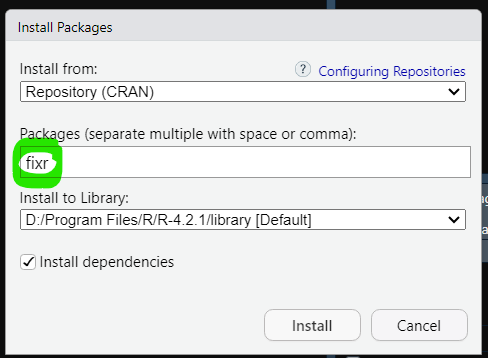 Install Packages
Install from:
? Configuring Repositories
Repository (CRAN)
Packages (separate multiple with space or comma):
fixr
Install to Library:
D:/Program Files/R/R-4.2.1/library [Default]
Install dependencies
Install
Cancel